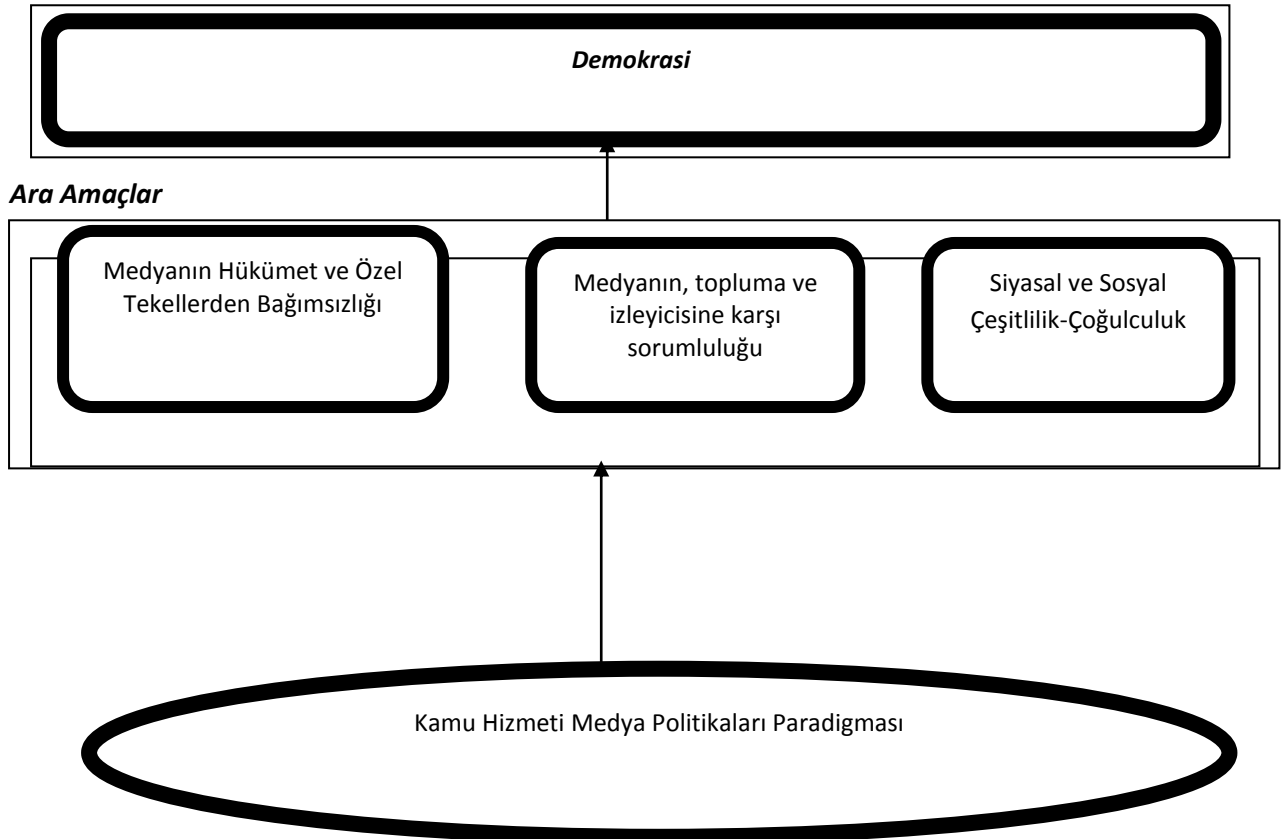 Demokrasi
Ara Amaçlar
Medyanın Hükümet ve Özel
Tekellerden Bağımsızlığı
Medyanın, topluma ve
izleyicisine karşı
sorumluluğu
Siyasal ve Sosyal
Çeşitlilik-Çoğulculuk
Kamu Hizmeti Medya Politikaları Paradigması